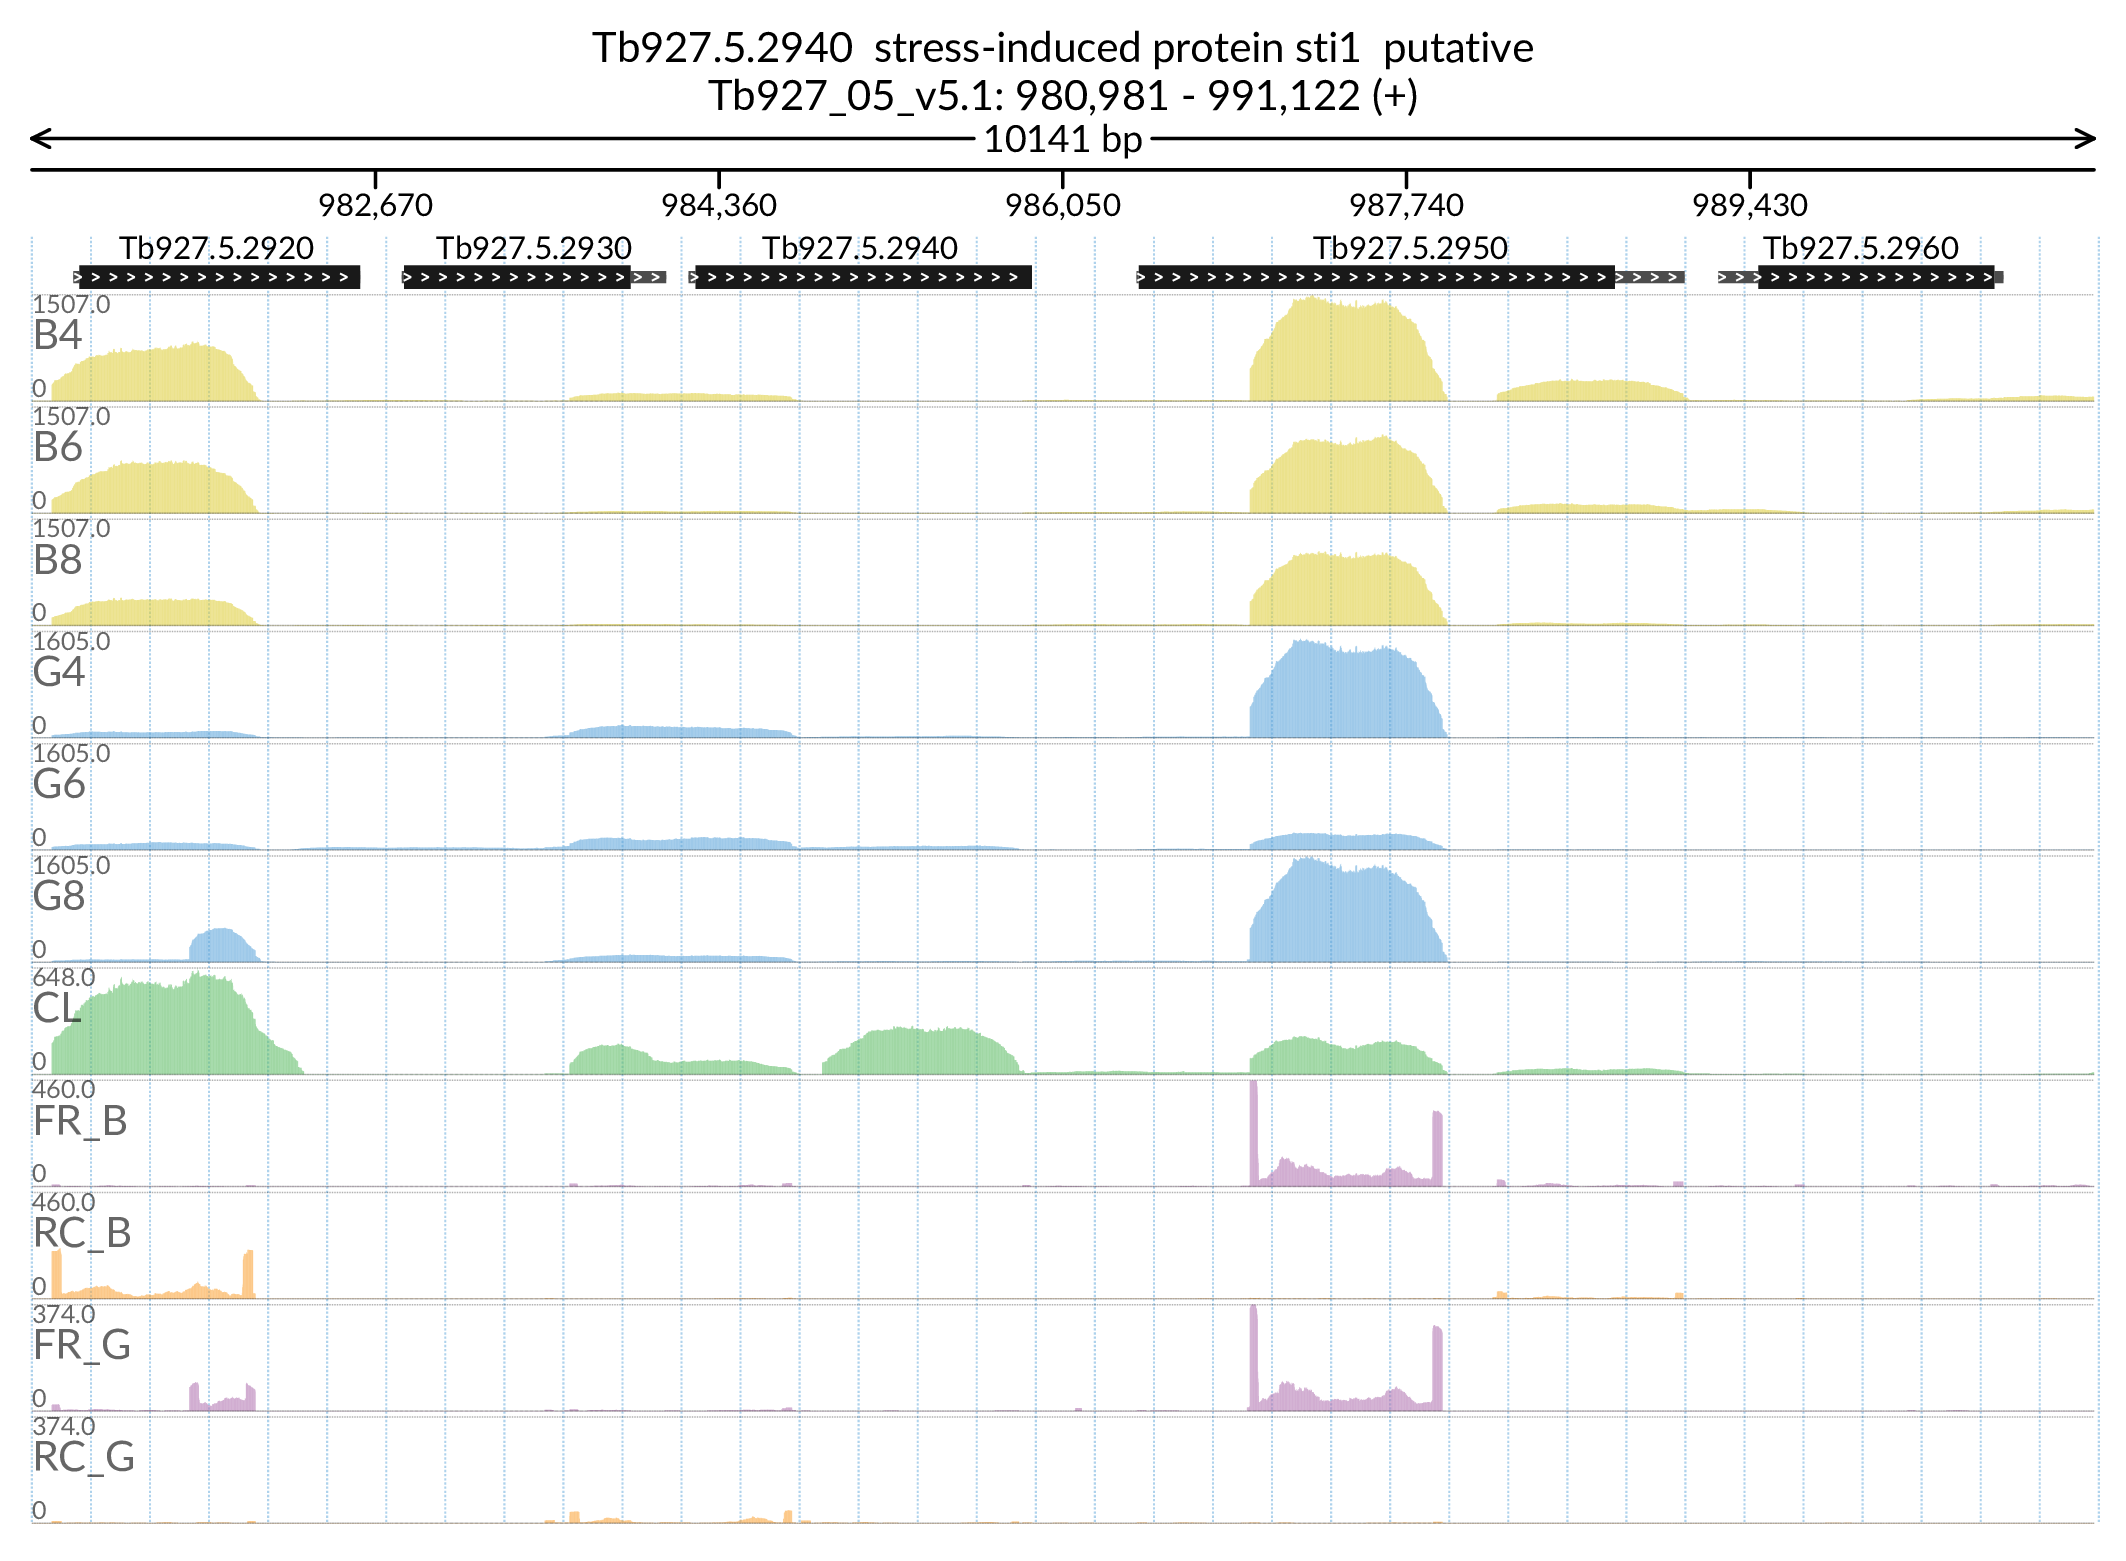 Tb927.5.2940  stress-induced protein sti1  putative
Tb927_05_v5.1: 980,981 - 991,122 (+)
10141 bp
982,670 984,360 986,050 987,740 989,430
Tb927.5.2920 Tb927.5.2930 Tb927.5.2940 Tb927.5.2950 Tb927.5.2960
1507.0
B4
0
1507.0
B6
0
1507.0
B8
0
1605.0
G4
0
1605.0
G6
0
1605.0
G8
0
648.0
CL
0
460.0
FR_B
0
460.0
RC_B
0
374.0
FR_G
0
374.0
RC_G
0